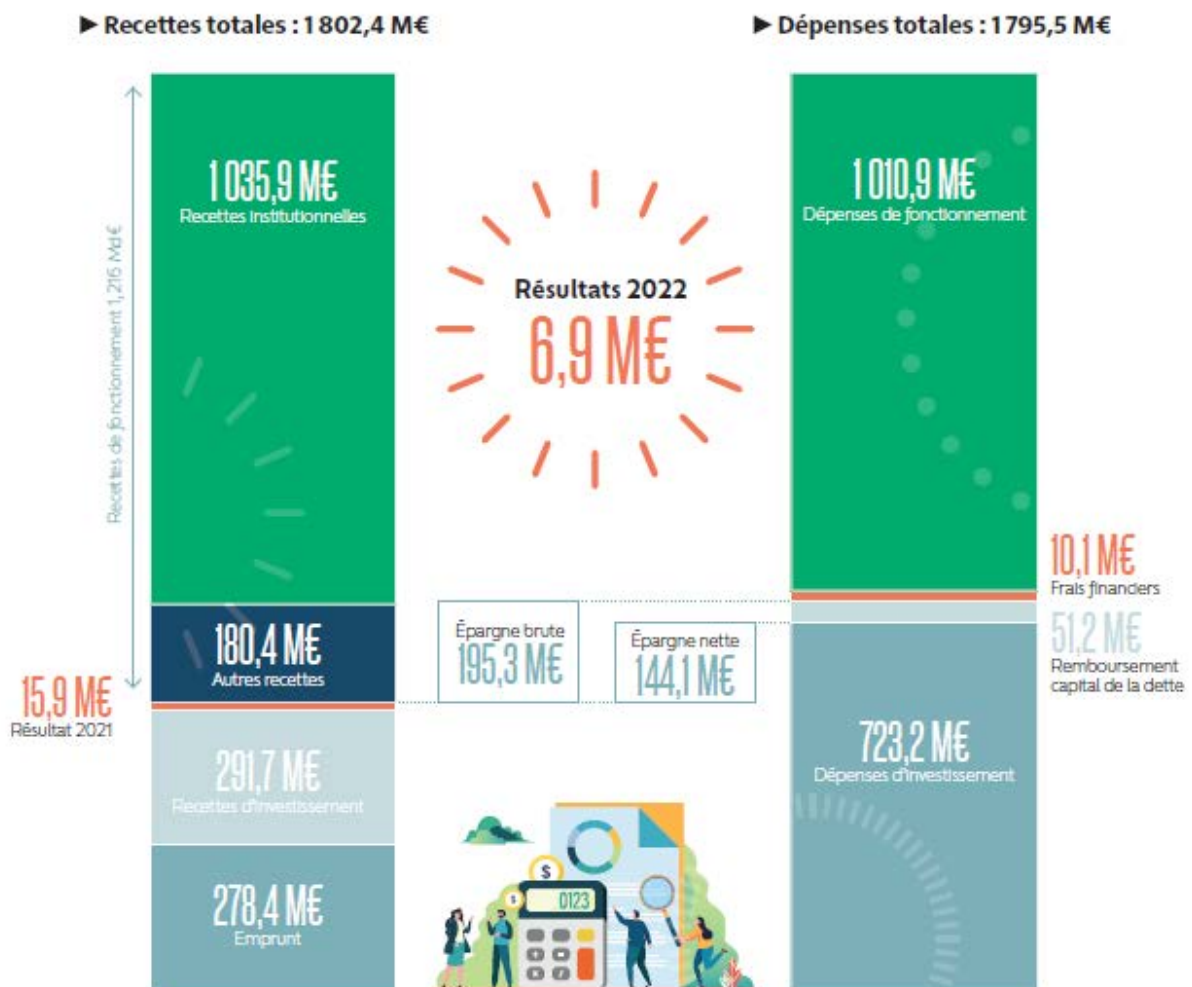 ► Recettes totales : 1 802,4 M€
► Dépenses totales : 1 795,5 M€
Recettes de fonctionnement 1,216 Md €
1 035,9 M€
Recettes institutionnelles
180,4 M€
Autres recettes
15,9 M€
Résultat 2021
291,7 M€
Recettes d'investissement
278,4 M€
Emprunt
Résultats 2022
6,9 M€
Épargne brute
195,3 M€
Épargne nette
144,1 M€
$
$
0123
1 010,9 M€
Dépenses de fonctionnement
10,1 M€
Frais financiers
51,2 M€
Remboursement
capital de la dette
723,2 M€
Dépenses d'investissement